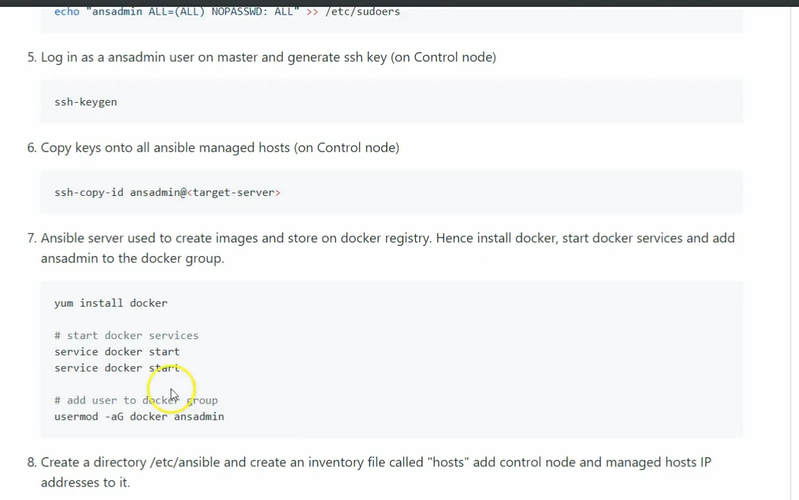 echo "ansadmin ALL=(ALL) NOPASSWD: ALL" >> /etc/sudoers
5. Log in as a ansadmin user on master and generate ssh key (on Control node)
ssh-keygen
6. Copy keys onto all ansible managed hosts (on Control node)
ssh-copy-id ansadmin@<target-server>
7. Ansible server used to create images and store on docker registry. Hence install docker, start docker services and add
ansadmin to the docker group.
yum install docker
# start docker services
service docker start
service docker start
# add user to docker group
usermod -aG docker ansadmin
8. Create a directory /etc/ansible and create an inventory file called "hosts" add control node and managed hosts IP
addresses to it.